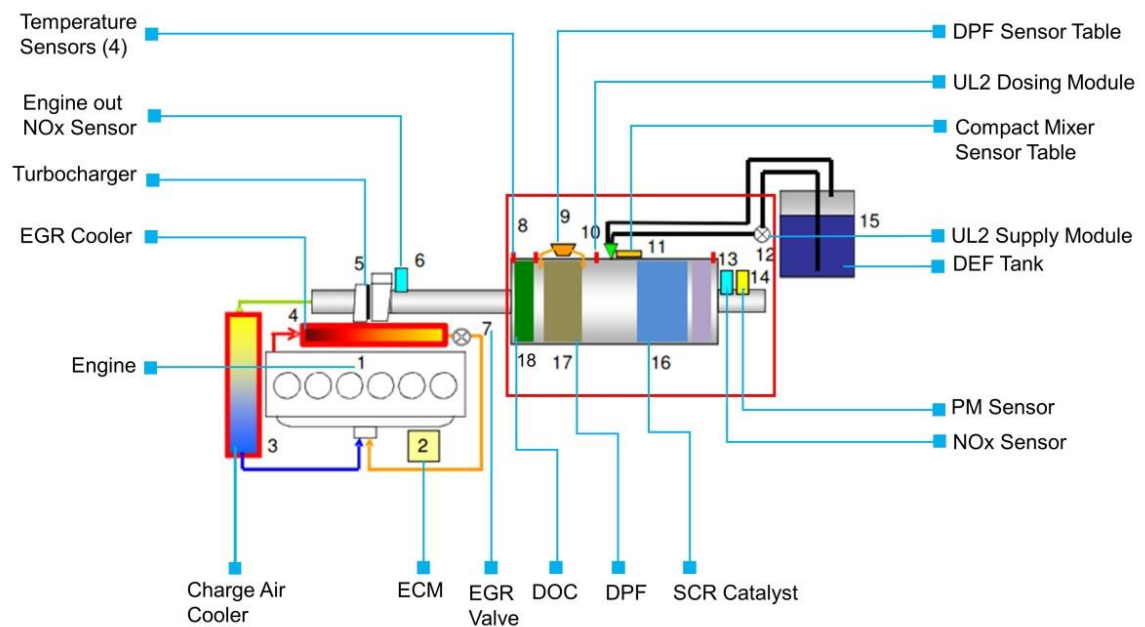 Temperature
Sensors (4)
Engine out
NOx Sensor
Turbocharger
EGR Cooler
Engine
DPF Sensor Table
UL2 Dosing Module
Compact Mixer
Sensor Table
UL2 Supply Module
DEF Tank
PM Sensor
NOx Sensor
8
9
10
11
12
15
5
6
13
14
4
7
1
18
17
16
3
2
Charge Air
Cooler
ECM
EGR
Valve
DOC
DPF
SCR Catalyst